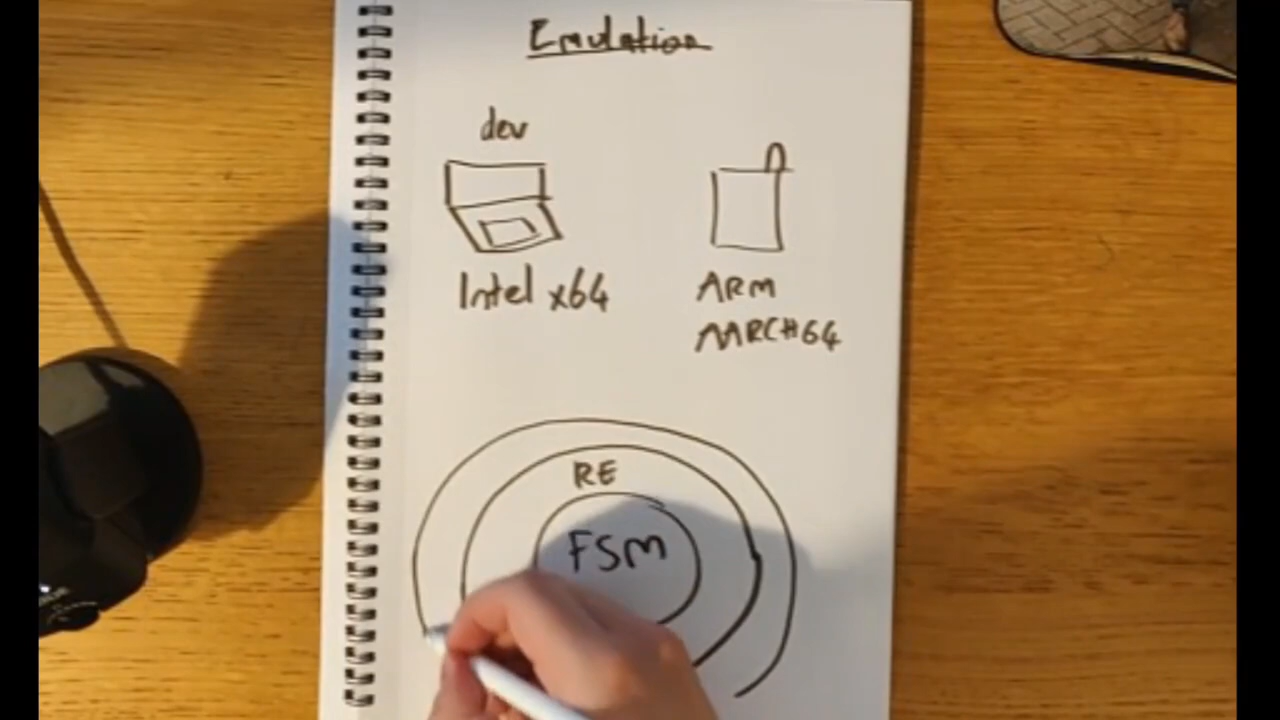 Emulation
dev
Intel x64
ARM
AARCH64
RE
FSM